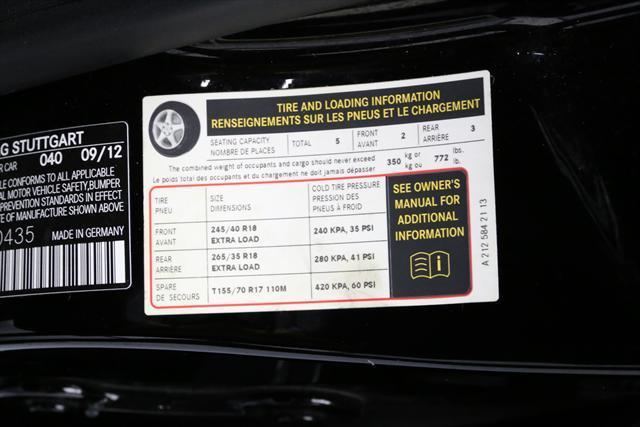 G STUTTGART
R CAR 040 09/12
E CONFORMS TO ALL APPLICABLE
AL MOTOR VEHICLE SAFETY, BUMPER
PREVENTION STANDARDS IN EFFECT
TE OF MANUFACTURE SHOWN ABOVE
0435 MADE IN GERMANY
TIRE AND LOADING INFORMATION
RENSEIGNEMENTS SUR LES PNEUS ET LE CHARGEMENT
SEATING CAPACITY
NOMBRE DE PLACES
TOTAL 5
FRONT
AVANT
2
REAR
ARRIÈRE
3
The combined weight of occupants and cargo should never exceed
Le poids total des occupants et du chargement ne doit jamais dépasser
350 kg or
kg ou
772 lbs.
lb.
TIRE
PNEU
SIZE
DIMENSIONS
COLD TIRE PRESSURE
PRESSION DES
PNEUS À FROID
FRONT
AVANT
245/40 R18
EXTRA LOAD
240 KPA, 35 PSI
REAR
ARRIÈRE
265/35 R18
EXTRA LOAD
280 KPA, 41 PSI
SPARE
DE SECOURS
T155/70 R17 110M
420 KPA, 60 PSI
SEE OWNER'S
MANUAL FOR
ADDITIONAL
INFORMATION
A 212 584 21 13